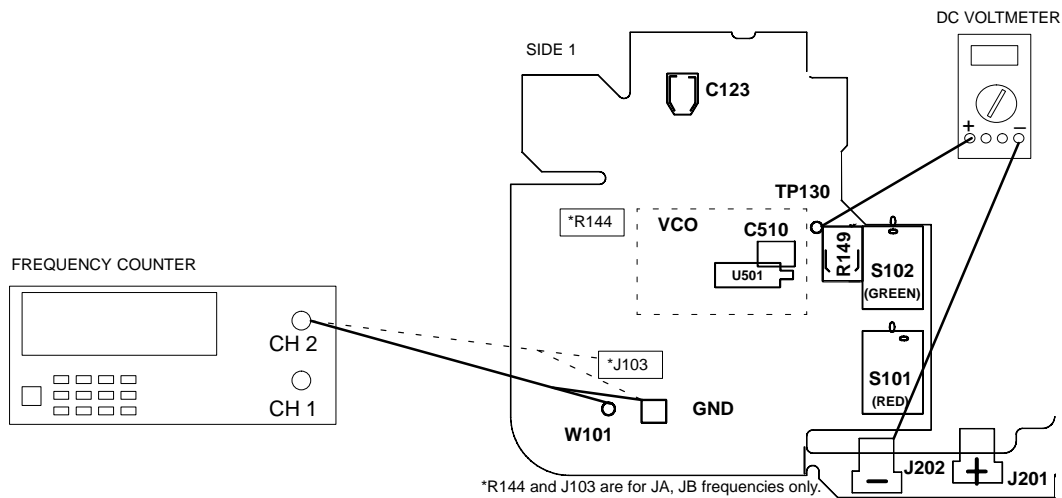 DC VOLTMETER
SIDE 1
C123
+
−
TP130
*R144
VCO
C510
R149
U501
S102
(GREEN)
FREQUENCY COUNTER
CH 2
*J103
S101
(RED)
CH 1
GND
W101
J202
J201
−
+
*R144 and J103 are for JA, JB frequencies only.